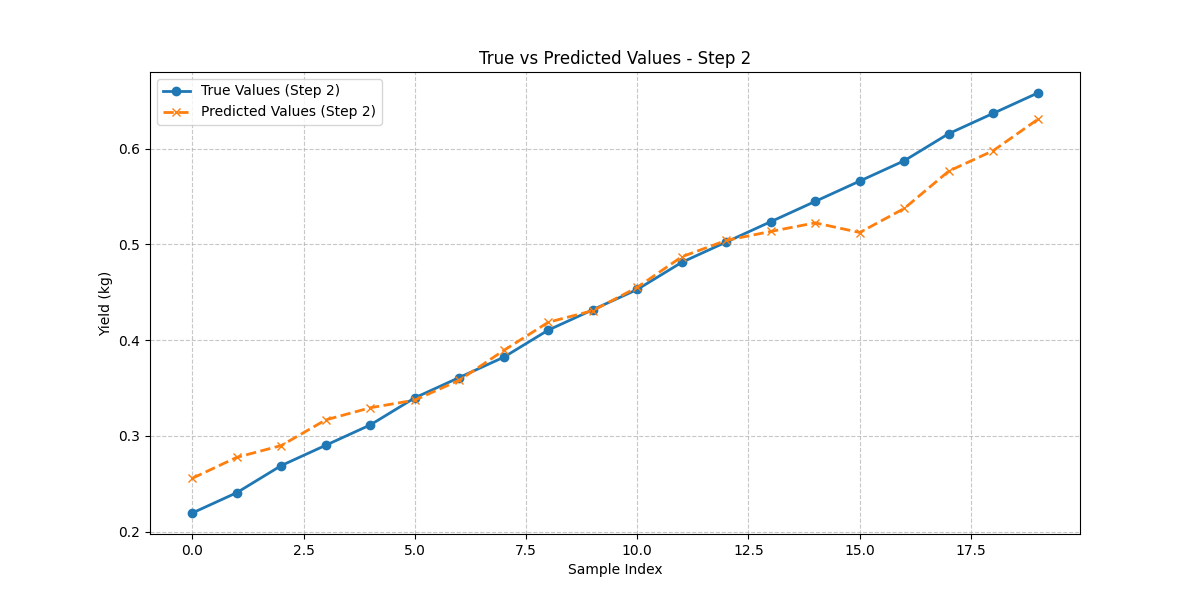 True vs Predicted Values - Step 2
True Values (Step 2)
Predicted Values (Step 2)
Yield (kg)
0.6
0.5
0.4
0.3
0.2
0.0 2.5 5.0 7.5 10.0 12.5 15.0 17.5
Sample Index